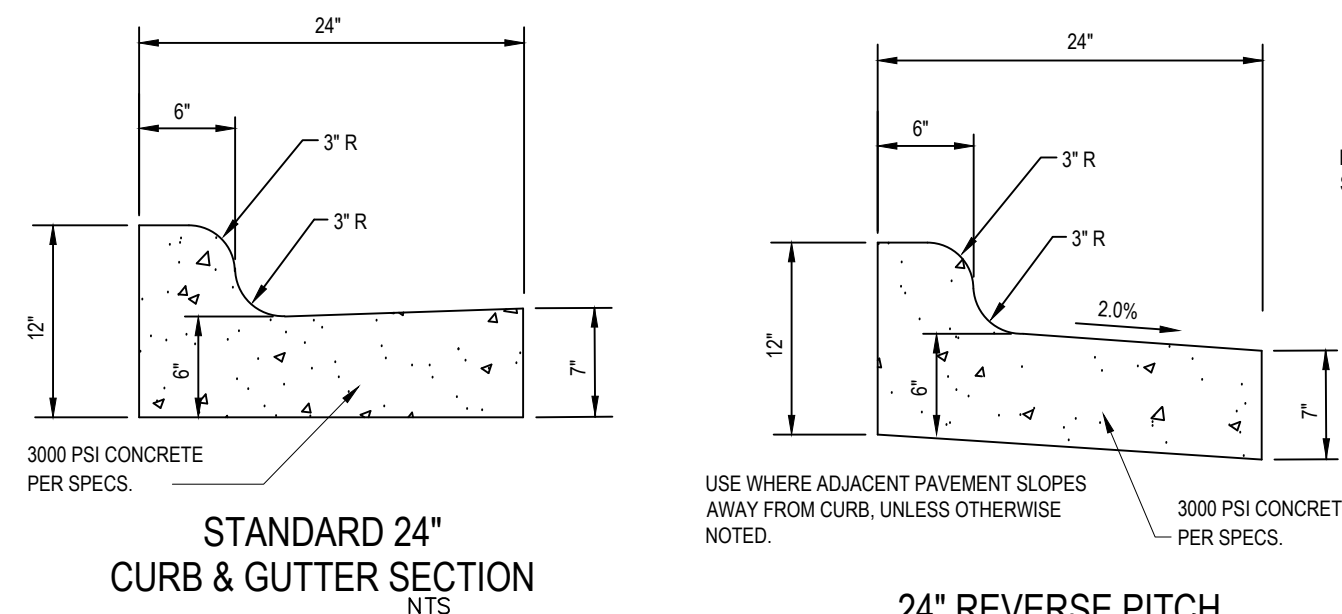 24"
6"
3" R
3" R
12"
6"
7"
3000 PSI CONCRETE
PER SPECS.
STANDARD 24"
CURB & GUTTER SECTION
NTS
24"
6"
3" R
3" R
2.0%
12"
6"
7"
USE WHERE ADJACENT PAVEMENT SLOPES
AWAY FROM CURB, UNLESS OTHERWISE
NOTED.
3000 PSI CONCRET
PER SPECS.
24" REVERSE PITCH